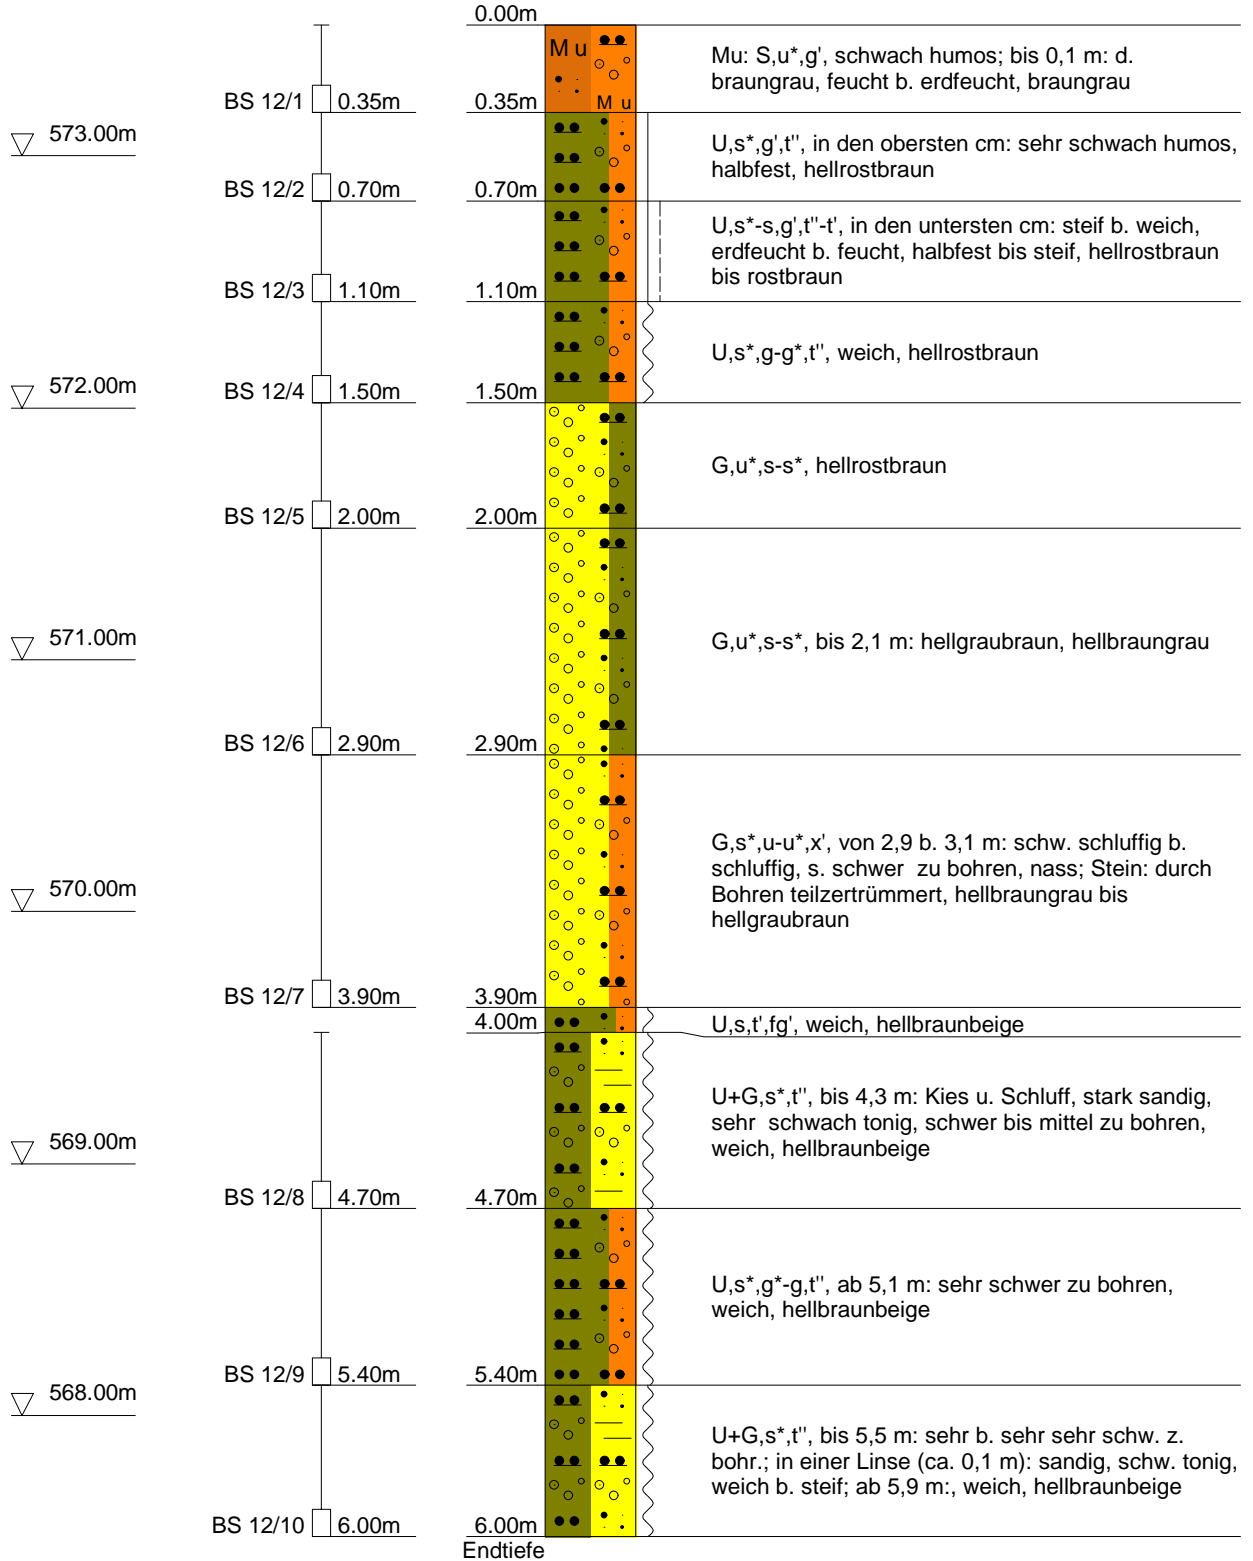 0.00m
M u
Mu: S,u*,g', schwach humos; bis 0,1 m: d.
braungrau, feucht b. erdfeucht, braungrau
BS 12/1 0.35m 0.35m M u
573.00m
U,s*,g',t'', in den obersten cm: sehr schwach humos,
halbfest, hellrostbraun
BS 12/2 0.70m 0.70m
U,s*-s,g',t''-t', in den untersten cm: steif b. weich,
erdfeucht b. feucht, halbfest bis steif, hellrostbraun
bis rostbraun
BS 12/3 1.10m 1.10m
U,s*,g-g*,t'', weich, hellrostbraun
572.00m
BS 12/4 1.50m 1.50m
G,u*,s-s*, hellrostbraun
BS 12/5 2.00m 2.00m
571.00m
G,u*,s-s*, bis 2,1 m: hellgraubraun, hellbraungrau
BS 12/6 2.90m 2.90m
G,s*,u-u*,x', von 2,9 b. 3,1 m: schw. schluffig b.
schluffig, s. schwer  zu bohren, nass; Stein: durch
Bohren teilzertrümmert, hellbraungrau bis
hellgraubraun
570.00m
BS 12/7 3.90m 3.90m
4.00m
U,s,t',fg', weich, hellbraunbeige
U+G,s*,t'', bis 4,3 m: Kies u. Schluff, stark sandig,
sehr  schwach tonig, schwer bis mittel zu bohren,
weich, hellbraunbeige
569.00m
BS 12/8 4.70m 4.70m
U,s*,g*-g,t'', ab 5,1 m: sehr schwer zu bohren,
weich, hellbraunbeige
BS 12/9 5.40m 5.40m
568.00m
U+G,s*,t'', bis 5,5 m: sehr b. sehr sehr schw. z.
bohr.; in einer Linse (ca. 0,1 m): sandig, schw. tonig,
weich b. steif; ab 5,9 m:, weich, hellbraunbeige
BS 12/10 6.00m 6.00m
Endtiefe